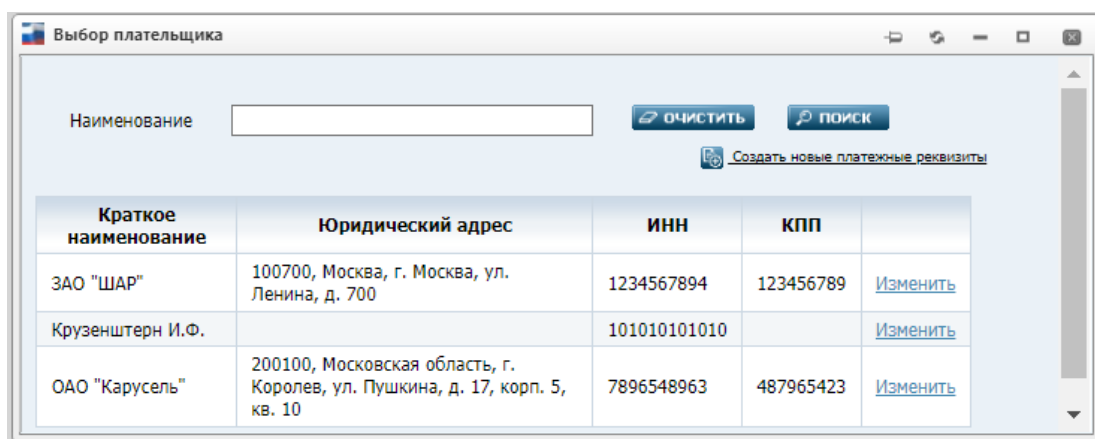 Выбор плательщика
Наименование
ОЧИСТИТЬ
ПОИСК
Создать новые платежные реквизиты
Краткое
наименование
Юридический адрес
ИНН
КПП
ЗАО "ШАР"
100700, Москва, г. Москва, ул.
Ленина, д. 700
1234567894
123456789
Изменить
Крузенштерн И.Ф.
101010101010
Изменить
ОАО "Карусель"
200100, Московская область, г.
Королев, ул. Пушкина, д. 17, корп. 5,
кв. 10
7896548963
487965423
Изменить